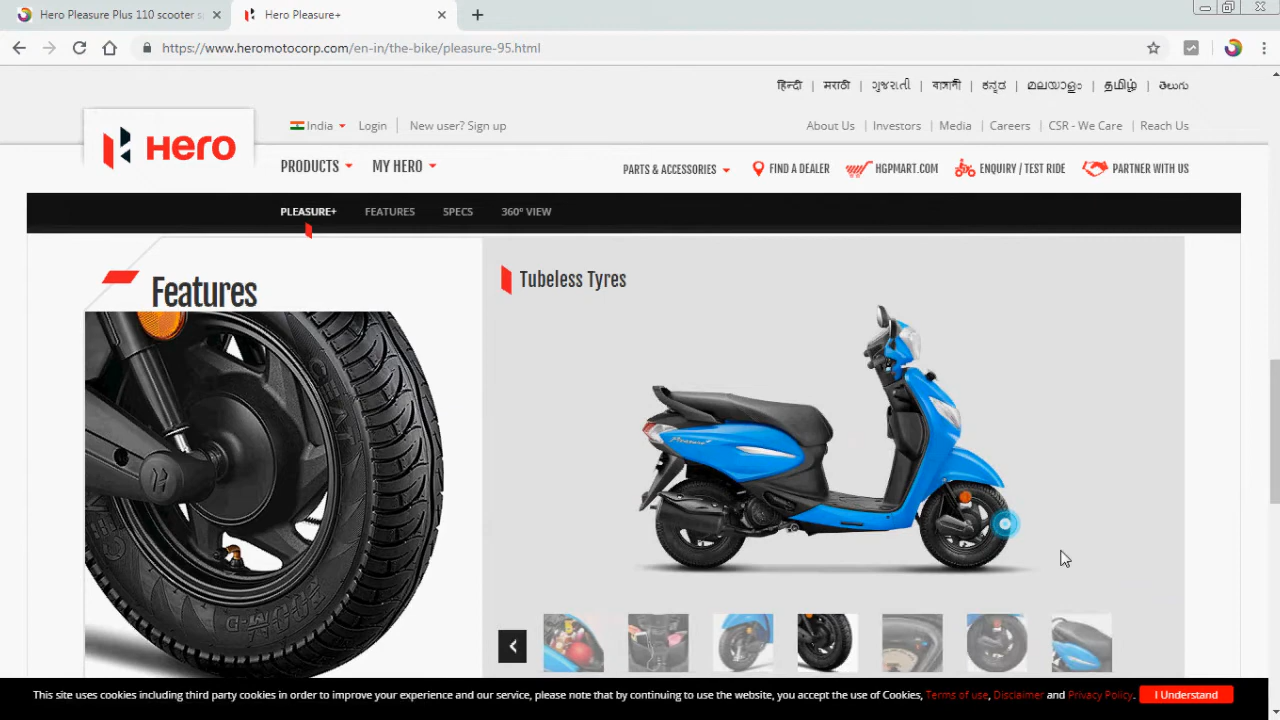 Hero Pleasure Plus 110 scooter s
Hero Pleasure+
https://www.heromotocorp.com/en-in/the-bike/pleasure-95.html
हिन्दी | मराठी | ગુજરાતી | বাঙ্গালী | ಕನ್ನಡ | മലയാളം | தமிழ் | తెలుగు
India Login New user? Sign up
About Us | Investors | Media | Careers | CSR - We Care | Reach Us
Hero
PRODUCTS MY HERO
PARTS & ACCESSORIES FIND A DEALER HGPMART.COM ENQUIRY / TEST RIDE PARTNER WITH US
PLEASURE+ FEATURES SPECS 360º VIEW
Features
Tubeless Tyres
CEAT
Pleasure+
ZOOM-D
This site uses cookies including third party cookies in order to improve your experience and our service, please note that by continuing to use the website, you accept the use of Cookies, Terms of use, Disclaimer and Privacy Policy.
I Understand